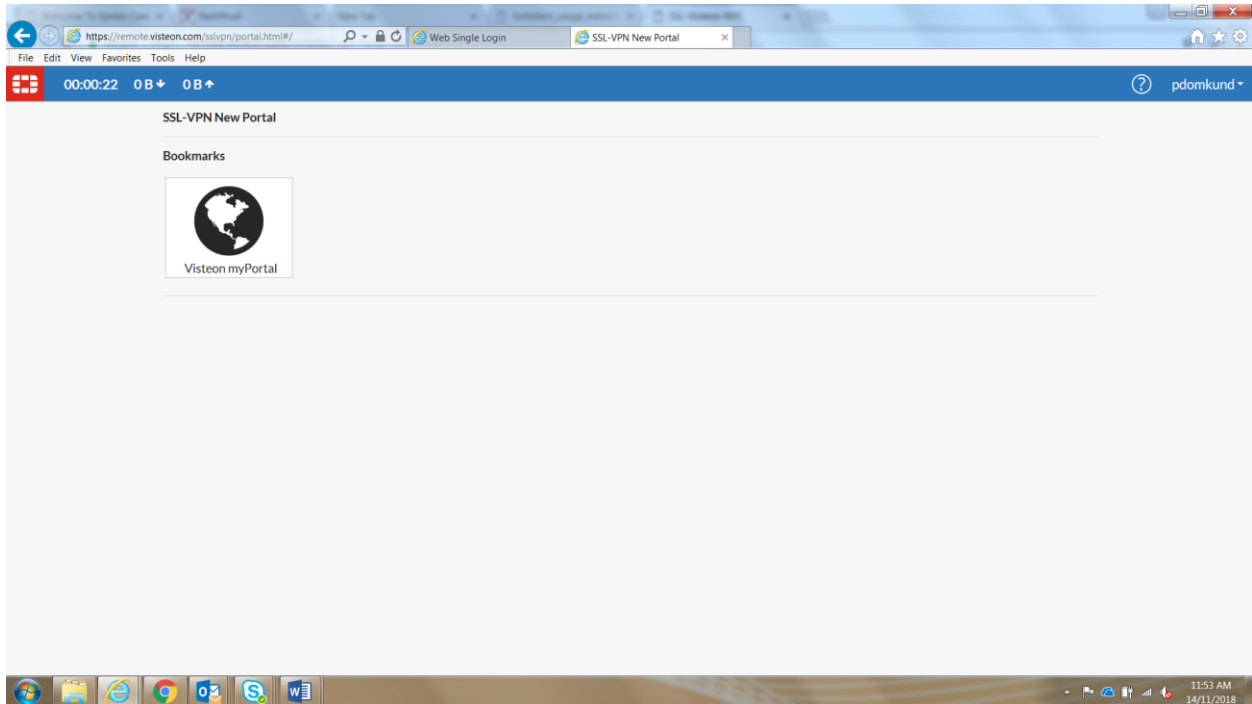 https://remote.visteon.com/sslvpn/portal.html#/
Web Single Login
SSL-VPN New Portal
File Edit View Favorites Tools Help
00:00:22 0 B 0 B
pdomkund
SSL-VPN New Portal
Bookmarks
Visteon myPortal
11:53 AM
14/11/2018